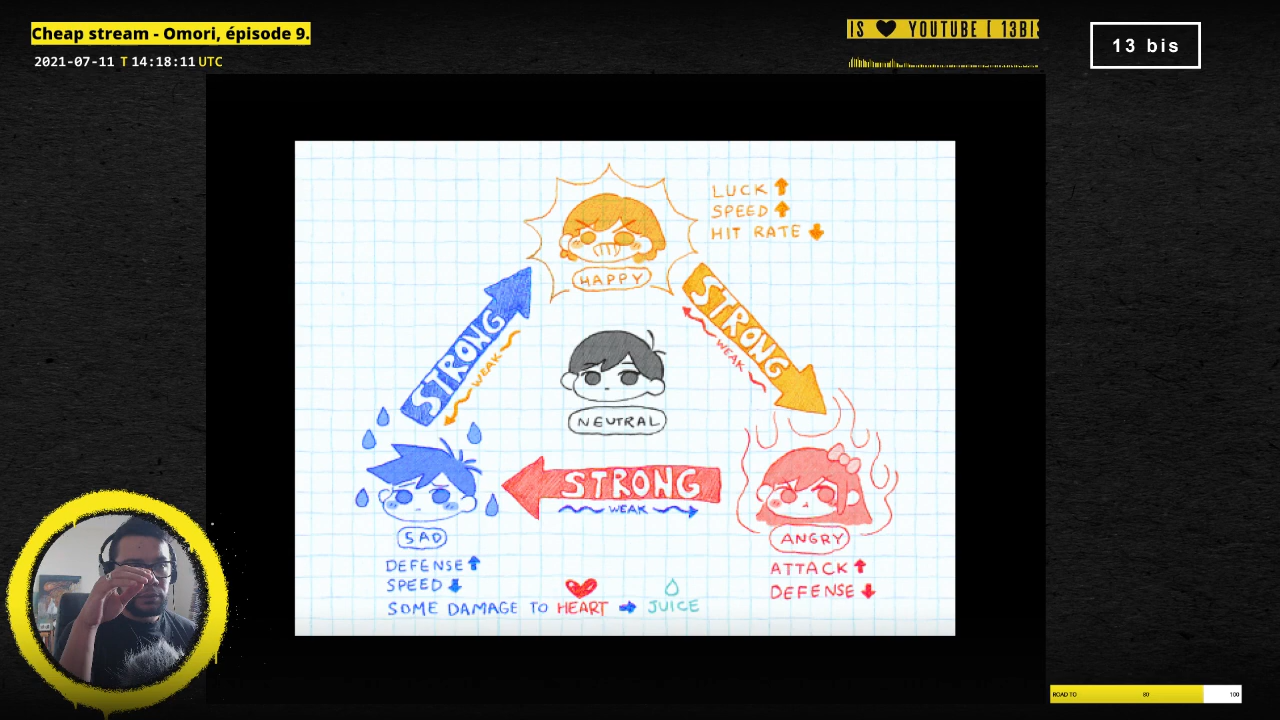 Cheap stream - Omori, épisode 9.
2021-07-11 T 14:18:11 UTC
IS ♥ YOUTUBE [ 13BIS
13 bis
LUCK ⬆
SPEED ⬆
HIT RATE ⬇
HAPPY
STRONG
WEAK
STRONG
WEAK
NEUTRAL
STRONG
WEAK
SAD
DEFENSE ⬆
SPEED ⬇
SOME DAMAGE TO HEART ➡ JUICE
ANGRY
ATTACK ⬆
DEFENSE ⬇
ROAD TO 80 100